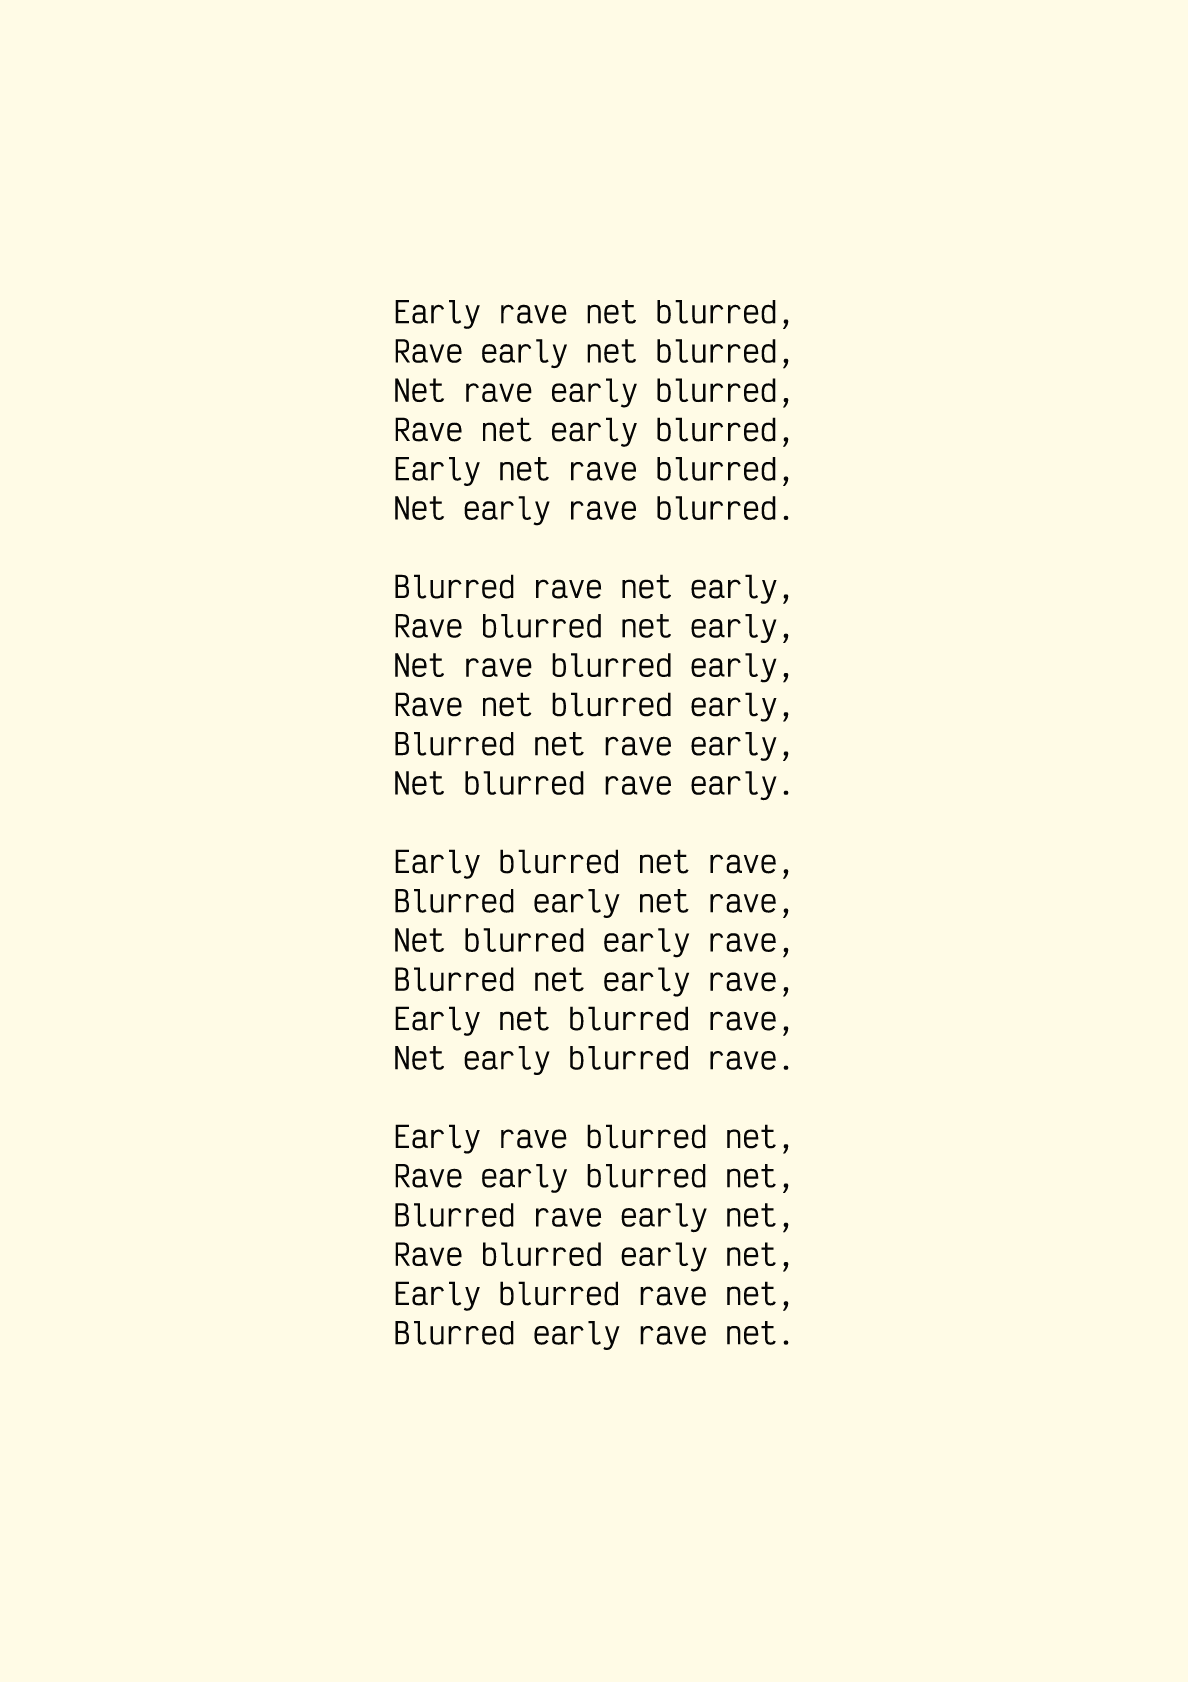 Early rave net blurred,
Rave early net blurred,
Net rave early blurred,
Rave net early blurred,
Early net rave blurred,
Net early rave blurred.

Blurred rave net early,
Rave blurred net early,
Net rave blurred early,
Rave net blurred early,
Blurred net rave early,
Net blurred rave early.

Early blurred net rave,
Blurred early net rave,
Net blurred early rave,
Blurred net early rave,
Early net blurred rave,
Net early blurred rave.

Early rave blurred net,
Rave early blurred net,
Blurred rave early net,
Rave blurred early net,
Early blurred rave net,
Blurred early rave net.